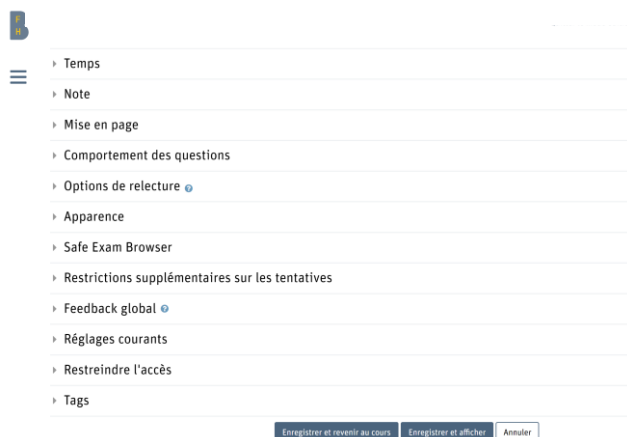 F
H
Temps
Note
Mise en page
Comportement des questions
Options de relecture
Apparence
Safe Exam Browser
Restrictions supplémentaires sur les tentatives
Feedback global
Réglages courants
Restreindre l'accès
Tags
Enregistrer et revenir au cours Enregistrer et afficher Annuler